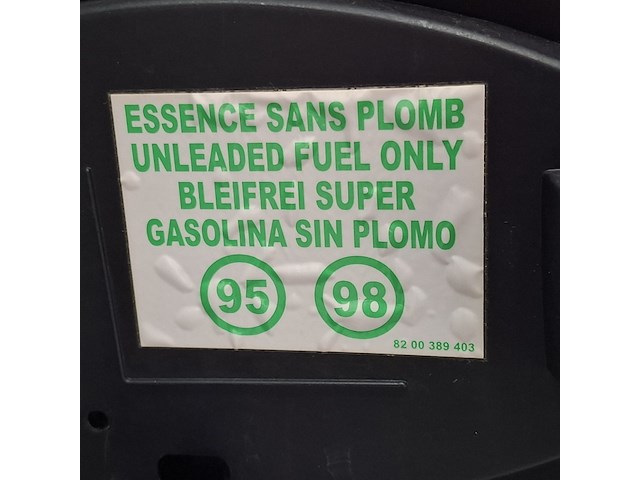 ESSENCE SANS PLOMB
UNLEADED FUEL ONLY
BLEIFREI SUPER
GASOLINA SIN PLOMO
95 98
82 00 389 403